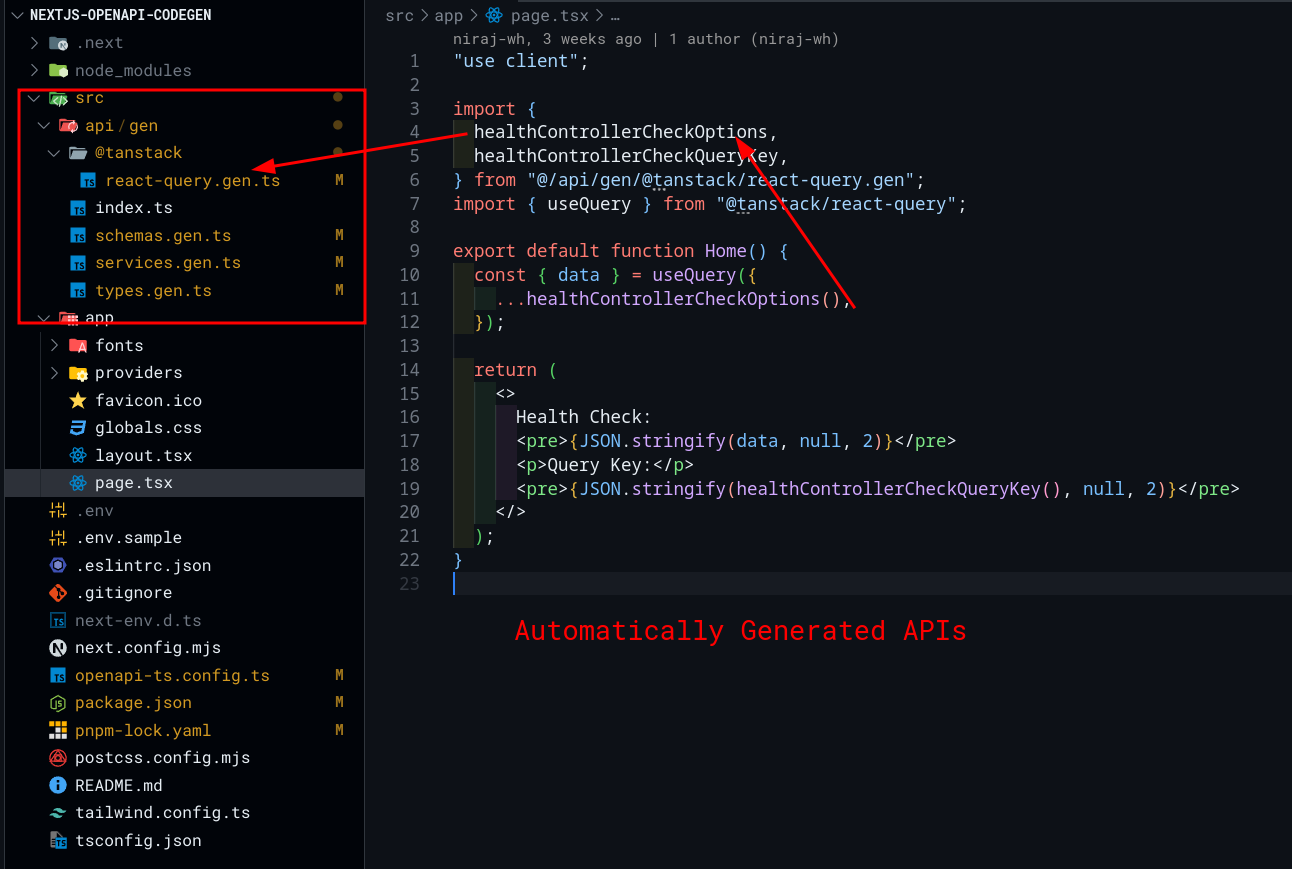 NEXTJS-OPENAPI-CODEGEN
.next
node_modules
src
api / gen
@tanstack
react-query.gen.ts M
index.ts
schemas.gen.ts M
services.gen.ts M
types.gen.ts M
app
fonts
providers
favicon.ico
globals.css
layout.tsx
page.tsx
.env
.env.sample
.eslintrc.json
.gitignore
next-env.d.ts
next.config.mjs
openapi-ts.config.ts M
package.json M
pnpm-lock.yaml M
postcss.config.mjs
README.md
tailwind.config.ts
tsconfig.json
src > app > page.tsx > …
niraj-wh, 3 weeks ago | 1 author (niraj-wh)
1 "use client";
2
3 import {
4 healthControllerCheckOptions,
5 healthControllerCheckQueryKey,
6 } from "@/api/gen/@tanstack/react-query.gen";
7 import { useQuery } from "@tanstack/react-query";
8
9 export default function Home() {
10 const { data } = useQuery({
11 ...healthControllerCheckOptions(),
12 });
13
14 return (
15 <>
16 Health Check:
17 <pre>{JSON.stringify(data, null, 2)}</pre>
18 <p>Query Key:</p>
19 <pre>{JSON.stringify(healthControllerCheckQueryKey(), null, 2)}</pre>
20 </>
21 );
22 }
23
Automatically Generated APIs